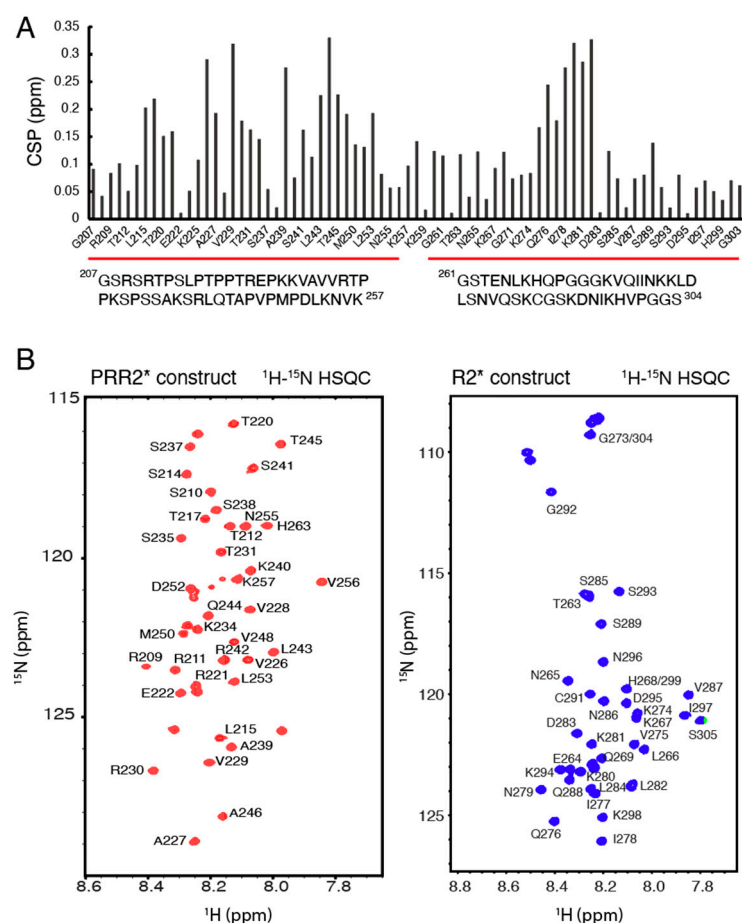 A
CSP (ppm)
0.35
0.3
0.25
0.2
0.15
0.1
0.05
0
G207 R209 T212 L215 T220 E222 K225 A227 V229 T231 S237 A239 S241 L243 T245 M250 L253 N255 K257 K259 G261 T263 N265 K267 G271 K274 Q276 I278 K281 D283 S285 V287 S289 S293 D295 I297 H299 G303
207 GSRSRTPSLPTPPTREPKKVAVVRTP
PKSPSSAKSRLQTAPVPMPDLKNVK 257
261 GSTENLKHQPGGGKVQIINKKLD
LSNVQSKCGSKDNIKHVPGGS 304
B
PRR2* construct 1H-15N HSQC
115
120
125
15N (ppm)
T220
S237
T245
S214
S241
S210
S238
N255
T217
H263
S235
T212
T231
K240
D252
K257
V256
Q244
V228
K234
M250
V248
L243
R242
R209
R211
V226
R221
L253
E222
L215
A239
V229
R230
A246
A227
8.6 8.4 8.2 8.0 7.8
1H (ppm)
R2* construct 1H-15N HSQC
110
115
120
125
15N (ppm)
G273/304
G292
S285
S293
T263
S289
N296
N265
H268/299
V287
C291
D295
I297
N286
K274
K267
S305
D283
K281
V275
L266
E264
Q269
K294
K280
N279
Q288
L284
L282
I277
K298
Q276
I278
8.8 8.6 8.4 8.2 8.0 7.8
1H (ppm)